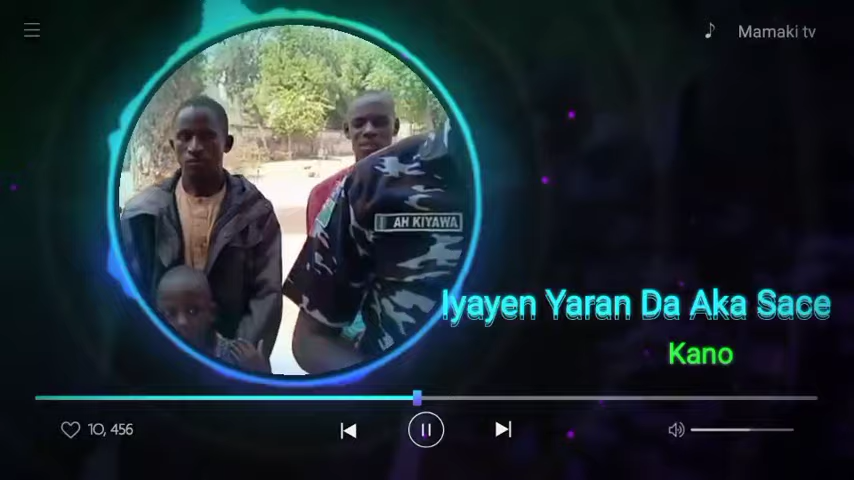 Mamaki tv
AH KIYAWA
Iyayen Yaran Da Aka Sace
Kano
10, 456